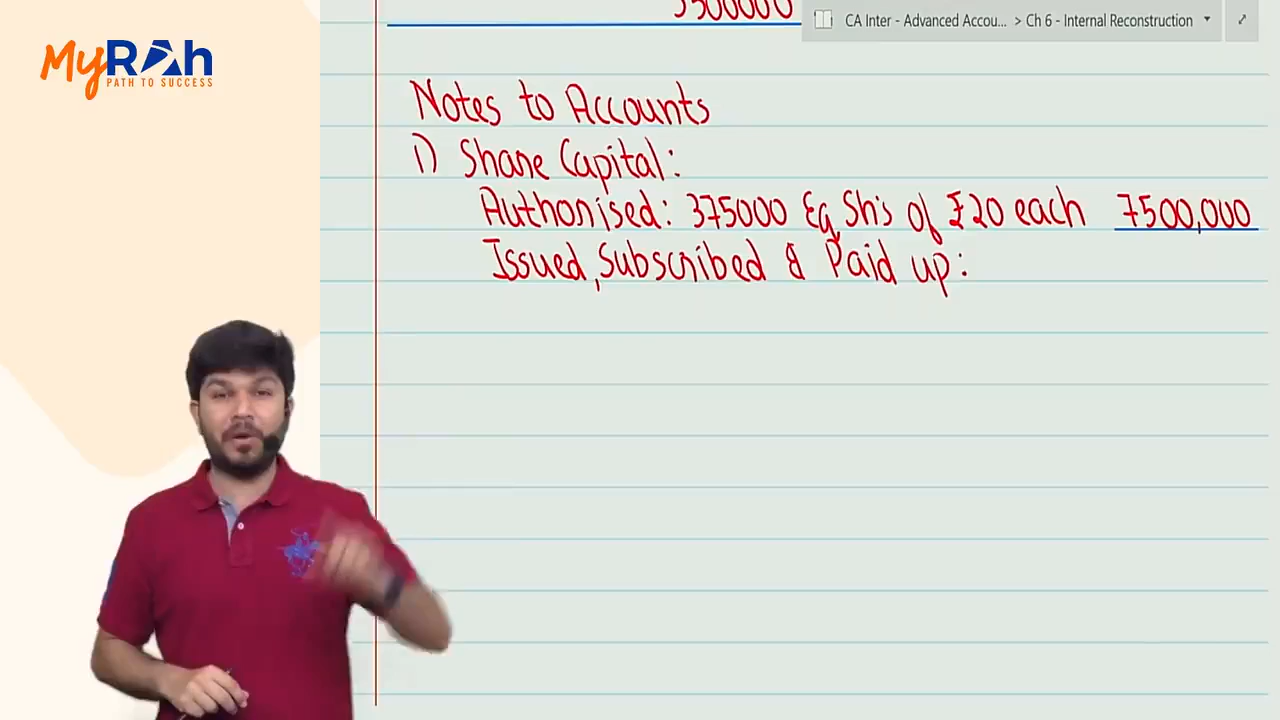 5500000
CA Inter - Advanced Accou... > Ch 6 - Internal Reconstruction
MyRAh
PATH TO SUCCESS
Notes to Accounts
i) Share Capital:
Authorised: 375000 Eq Sh's of ₹20 each 7500,000
Issued, Subscribed & Paid up: